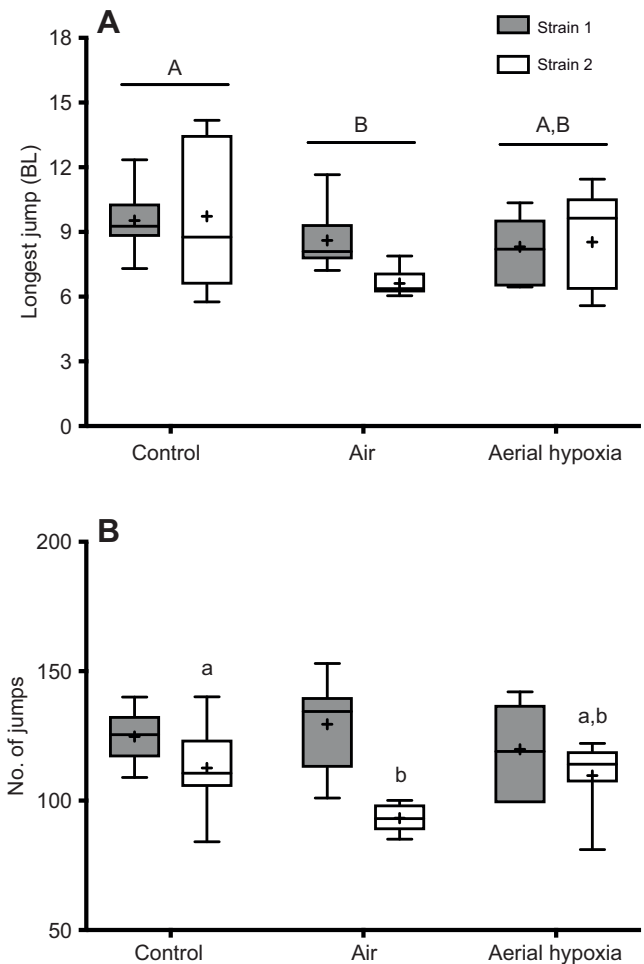 A
Strain 1
Strain 2
18
15
12
9
6
3
0
Longest jump (BL)
A
B
A,B
Control
Air
Aerial hypoxia
B
200
150
100
50
No. of jumps
a
b
a,b
Control
Air
Aerial hypoxia